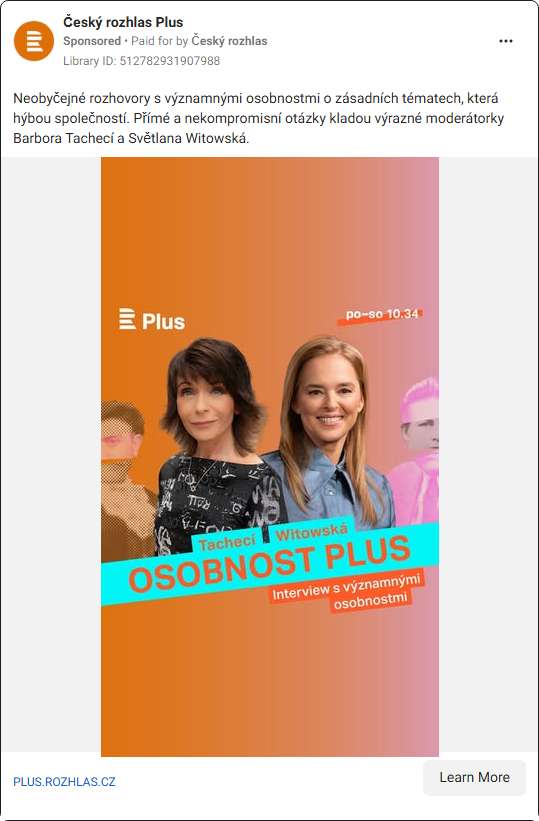 Český rozhlas Plus
Sponsored • Paid for by Český rozhlas
Library ID: 512782931907988
Neobyčejné rozhovory s významnými osobnostmi o zásadních tématech, která
hýbou společností. Přímé a nekompromisní otázky kladou výrazné moderátorky
Barbora Tachecí a Světlana Witowská.
Plus
po–so 10.34
Tachecí Witowská
OSOBNOST PLUS
Interview s významnými
osobnostmi
PLUS.ROZHLAS.CZ
Learn More